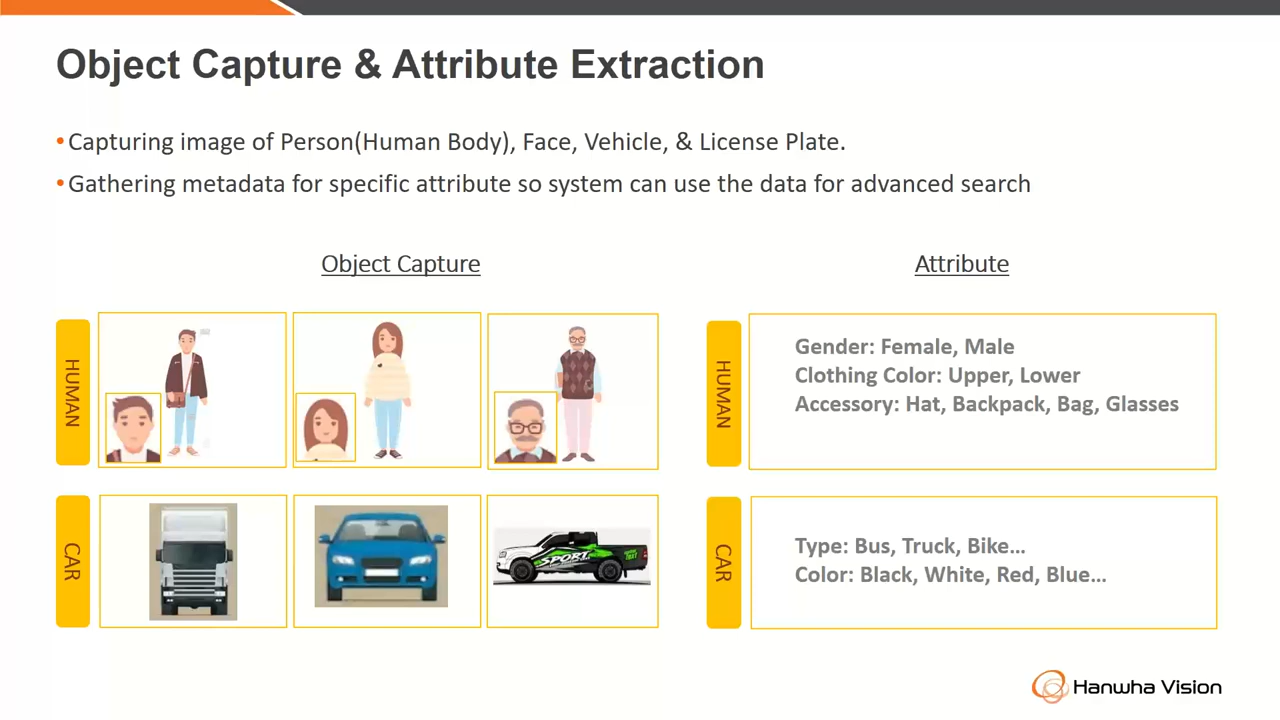 Object Capture & Attribute Extraction
•Capturing image of Person(Human Body), Face, Vehicle, & License Plate.
•Gathering metadata for specific attribute so system can use the data for advanced search
Object Capture
Attribute
HUMAN
HUMAN
Gender: Female, Male
Clothing Color: Upper, Lower
Accessory: Hat, Backpack, Bag, Glasses
CAR
SPORT
CAR
Type: Bus, Truck, Bike...
Color: Black, White, Red, Blue...
Hanwha Vision